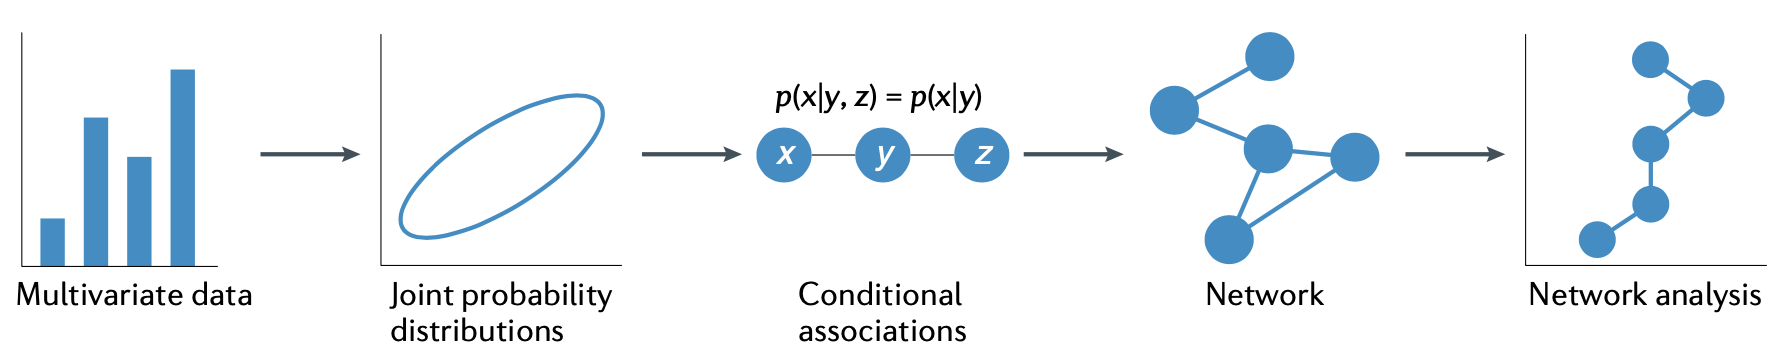 p(x|y, z) = p(x|y)
x y z
Multivariate data
Joint probability
distributions
Conditional
associations
Network
Network analysis